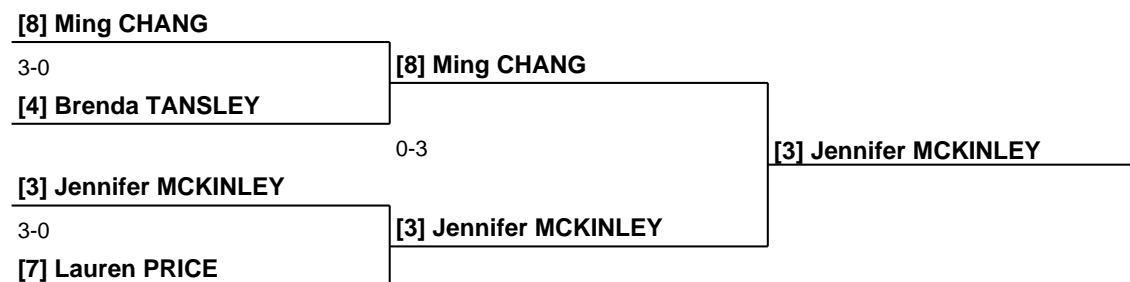 [8] Ming CHANG
3-0
[8] Ming CHANG
[4] Brenda TANSLEY
0-3
[3] Jennifer MCKINLEY
[3] Jennifer MCKINLEY
3-0
[3] Jennifer MCKINLEY
[7] Lauren PRICE